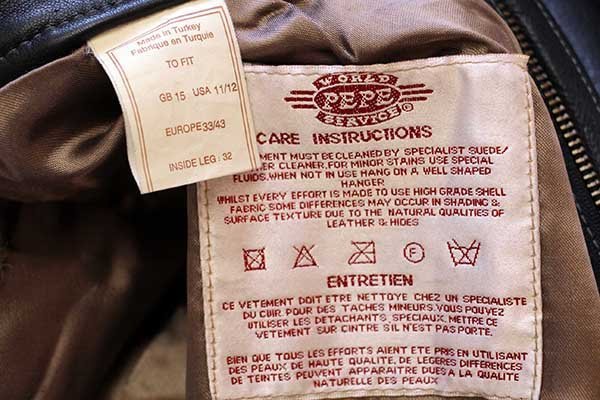 Made in Turkey
Fabriqué en Turquie
TO FIT
GB 15 USA 11/12
EUROPE33/43
INSIDE LEG : 32
WORLD
PEPE
SERVICE
®
CARE INSTRUCTIONS
MENT MUST BE CLEANED BY SPECIALIST SUEDE/
ER CLEANER. FOR MINOR STAINS USE SPECIAL
FLUIDS. WHEN NOT IN USE HANG ON A WELL SHAPED
HANGER
WHILST EVERY EFFORT IS MADE TO USE HIGH GRADE SHELL
FABRIC SOME DIFFERENCES MAY OCCUR IN SHADING &
SURFACE TEXTURE DUE TO THE NATURAL QUALITIES OF
LEATHER & HIDES
F
ENTRETIEN
CE VETEMENT DOIT ETRE NETTOYE CHEZ UN SPECIALISTE
DU CUIR. POUR DES TACHES MINEURS. VOUS POUVEZ
UTILISER LES DETACHANTS SPECIAUX. METTRE CE
VETEMENT SUR CINTRE S'IL N'EST PAS PORTE.
BIEN QUE TOUS LES EFFORTS AIENT ETE PRIS EN UTILISANT
DES PEAUX DE HAUTE QUALITE, DE LEGERES DIFFERENCES
DE TEINTES PEUVENT APPARAITRE DUES A LA QUALITE
NATURELLE DES PEAUX